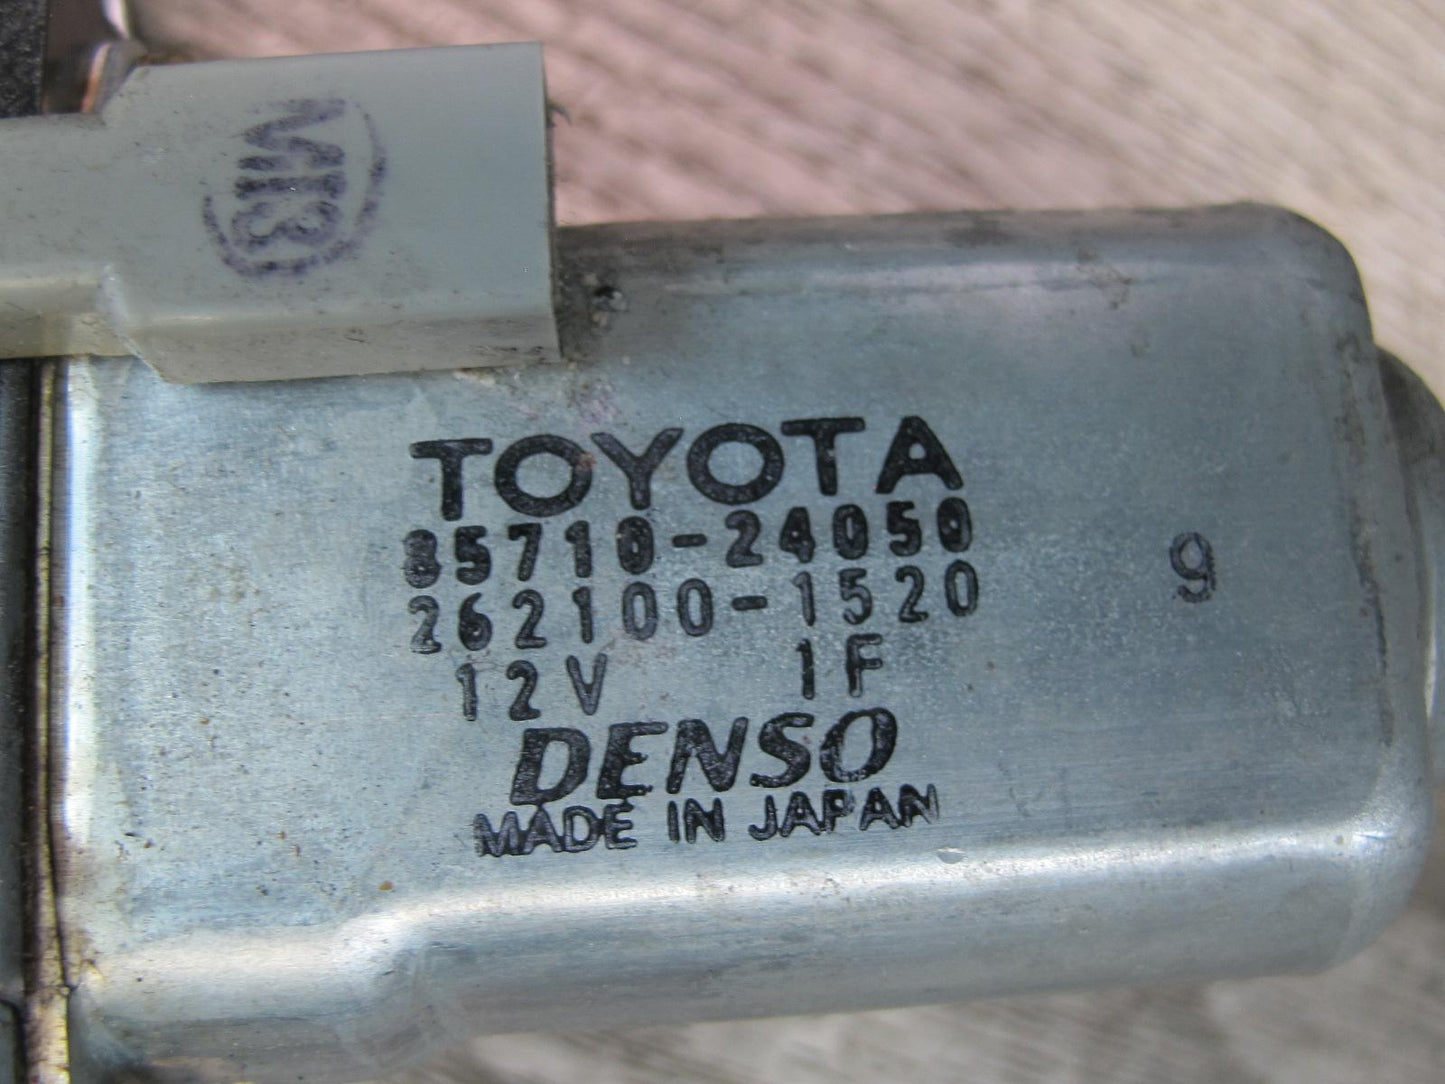 TOYOTA
85710-24050
262100-1520
12V 1F
DENSO
MADE IN JAPAN
9